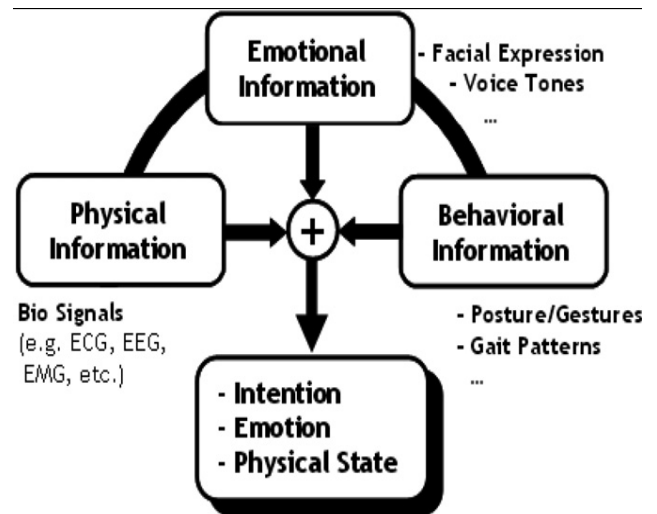 Emotional
Information
- Facial Expression
- Voice Tones
...
Physical
Information
+
Behavioral
Information
Bio Signals
(e.g. ECG, EEG,
EMG, etc.)
- Posture/Gestures
- Gait Patterns
...
- Intention
- Emotion
- Physical State